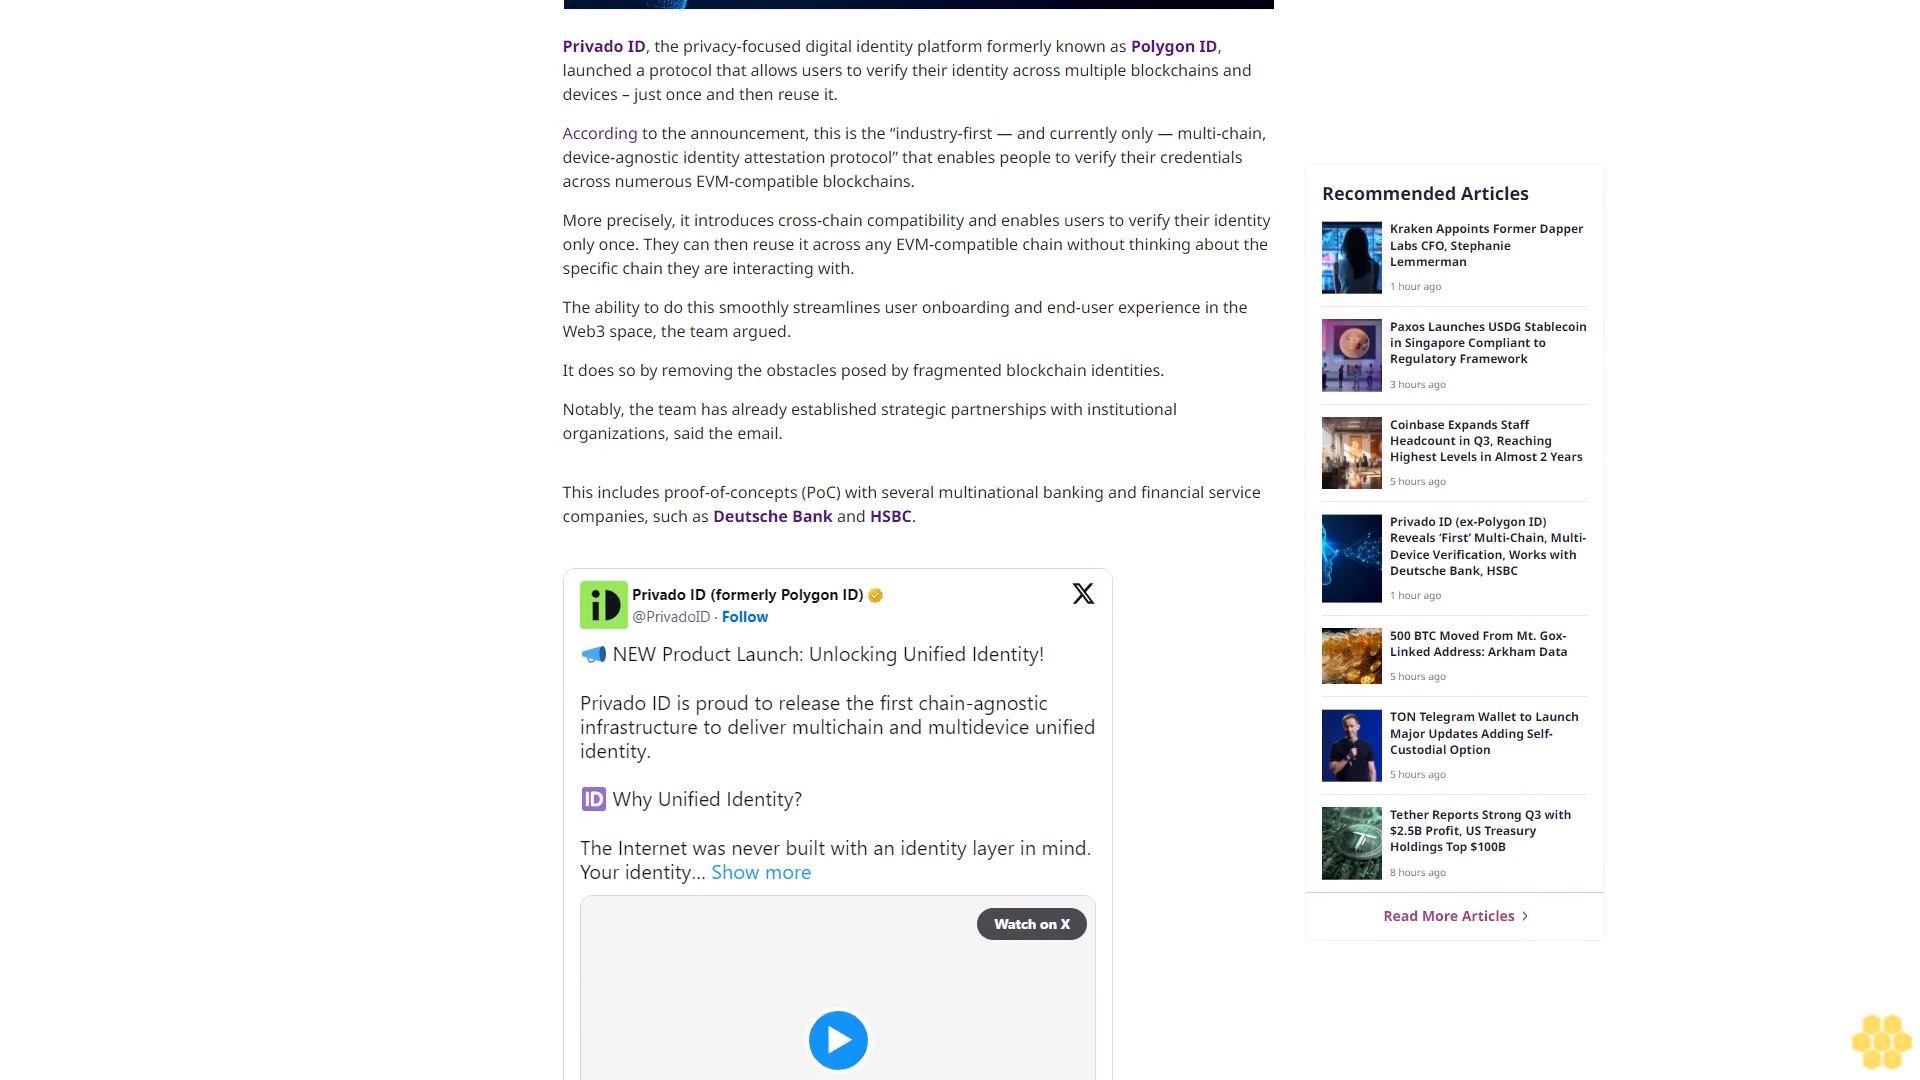 Privado ID, the privacy-focused digital identity platform formerly known as Polygon ID,
launched a protocol that allows users to verify their identity across multiple blockchains and
devices – just once and then reuse it.
According to the announcement, this is the “industry-first — and currently only — multi-chain,
device-agnostic identity attestation protocol” that enables people to verify their credentials
across numerous EVM-compatible blockchains.
More precisely, it introduces cross-chain compatibility and enables users to verify their identity
only once. They can then reuse it across any EVM-compatible chain without thinking about the
specific chain they are interacting with.
The ability to do this smoothly streamlines user onboarding and end-user experience in the
Web3 space, the team argued.
It does so by removing the obstacles posed by fragmented blockchain identities.
Notably, the team has already established strategic partnerships with institutional
organizations, said the email.
This includes proof-of-concepts (PoC) with several multinational banking and financial service
companies, such as Deutsche Bank and HSBC.
iD
Privado ID (formerly Polygon ID)
@PrivadoID · Follow
NEW Product Launch: Unlocking Unified Identity!
Privado ID is proud to release the first chain-agnostic
infrastructure to deliver multichain and multidevice unified
identity.
ID Why Unified Identity?
The Internet was never built with an identity layer in mind.
Your identity... Show more
Watch on X
Recommended Articles
Kraken Appoints Former Dapper
Labs CFO, Stephanie
Lemmerman
1 hour ago
Paxos Launches USDG Stablecoin
in Singapore Compliant to
Regulatory Framework
3 hours ago
Coinbase Expands Staff
Headcount in Q3, Reaching
Highest Levels in Almost 2 Years
5 hours ago
Privado ID (ex-Polygon ID)
Reveals ‘First’ Multi-Chain, Multi-
Device Verification, Works with
Deutsche Bank, HSBC
1 hour ago
500 BTC Moved From Mt. Gox-
Linked Address: Arkham Data
5 hours ago
TON Telegram Wallet to Launch
Major Updates Adding Self-
Custodial Option
5 hours ago
Tether Reports Strong Q3 with
$2.5B Profit, US Treasury
Holdings Top $100B
8 hours ago
Read More Articles